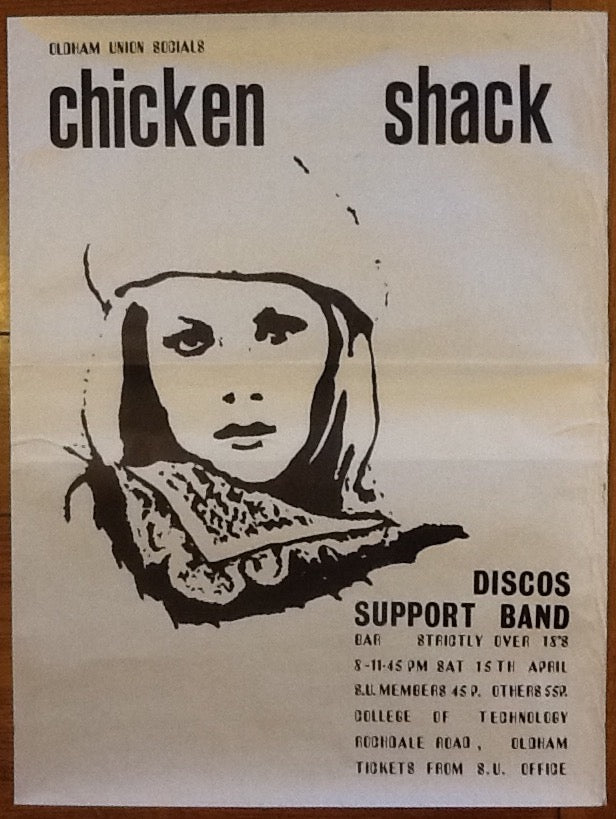 OLDHAM UNION SOCIALS
chicken shack
DISCOS
SUPPORT BAND
BAR STRICTLY OVER 18'S
8-11·45 PM SAT 15TH APRIL
S.U. MEMBERS 45P. OTHERS 55P.
COLLEGE OF TECHNOLOGY
ROCHDALE ROAD, OLDHAM
TICKETS FROM S.U. OFFICE